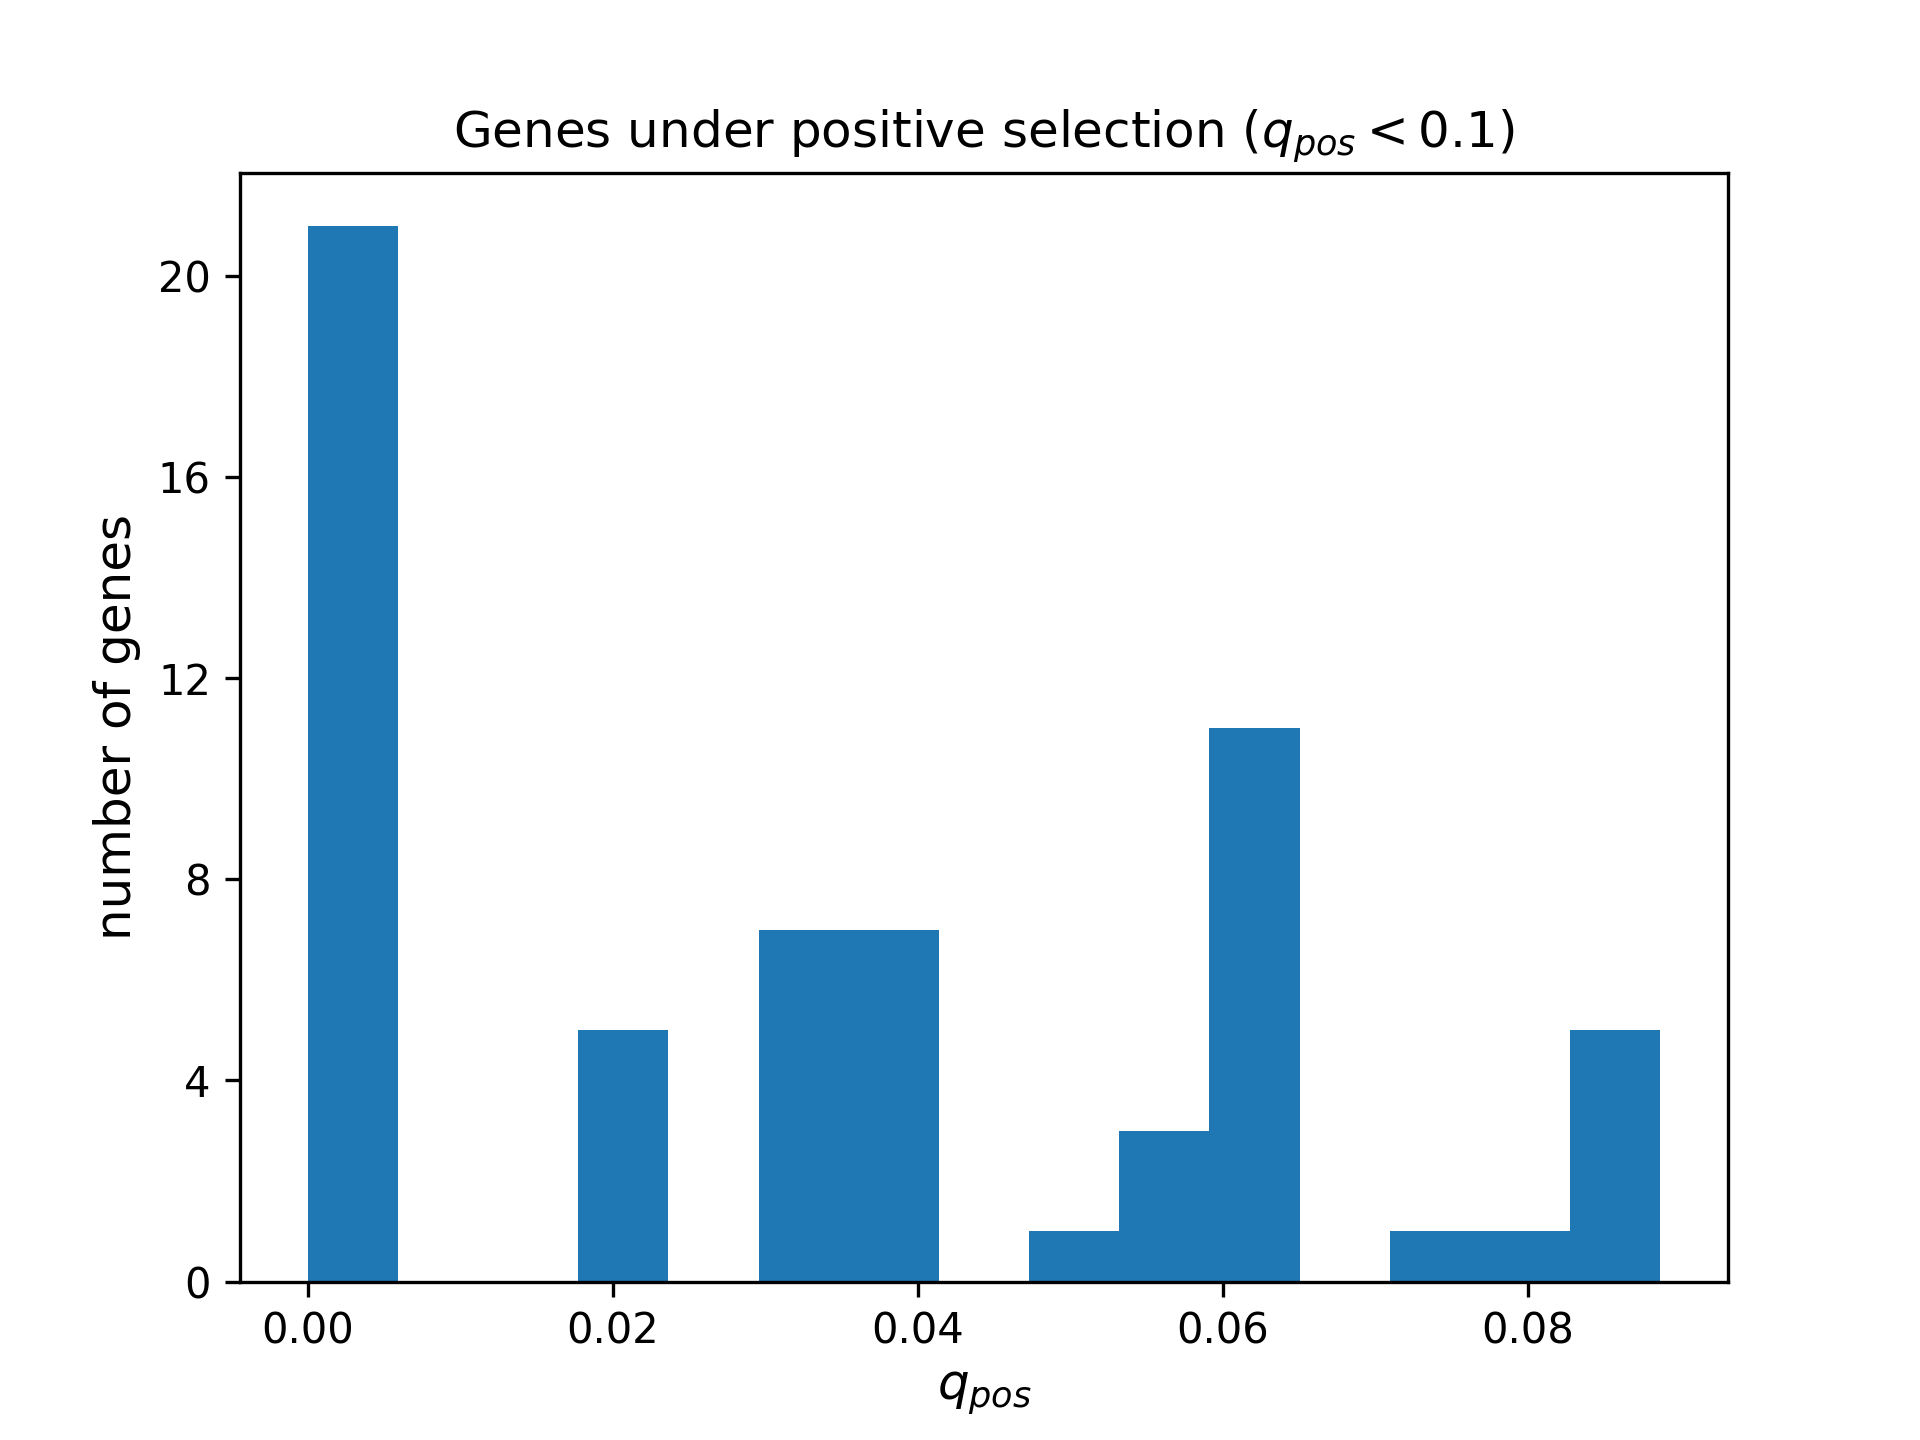 Genes under positive selection (q_pos < 0.1)
number of genes
20
16
12
8
4
0
0.00 0.02 0.04 0.06 0.08
q_pos